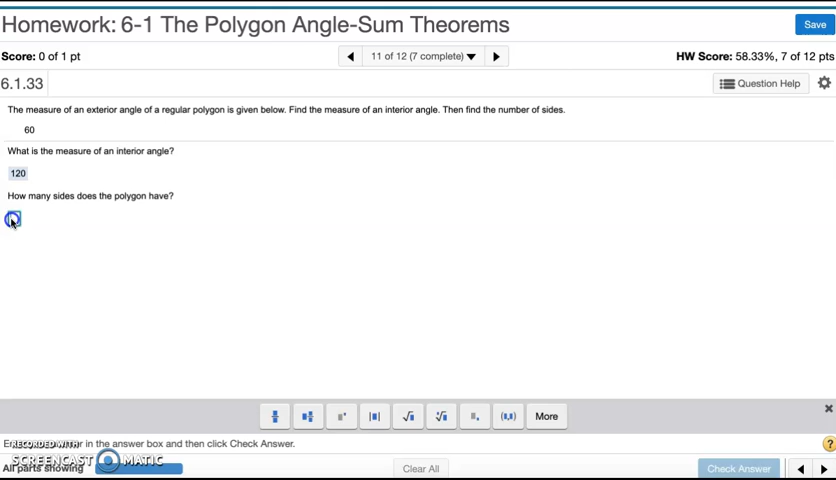 Homework: 6-1 The Polygon Angle-Sum Theorems
Save
Score: 0 of 1 pt
11 of 12 (7 complete)
HW Score: 58.33%, 7 of 12 pts
6.1.33
Question Help
The measure of an exterior angle of a regular polygon is given below. Find the measure of an interior angle. Then find the number of sides.
60
What is the measure of an interior angle?
120
How many sides does the polygon have?
More
RECORDED WITH
er in the answer box and then click Check Answer.
?
SCREENCAST MATIC
All parts showing
Clear All
Check Answer